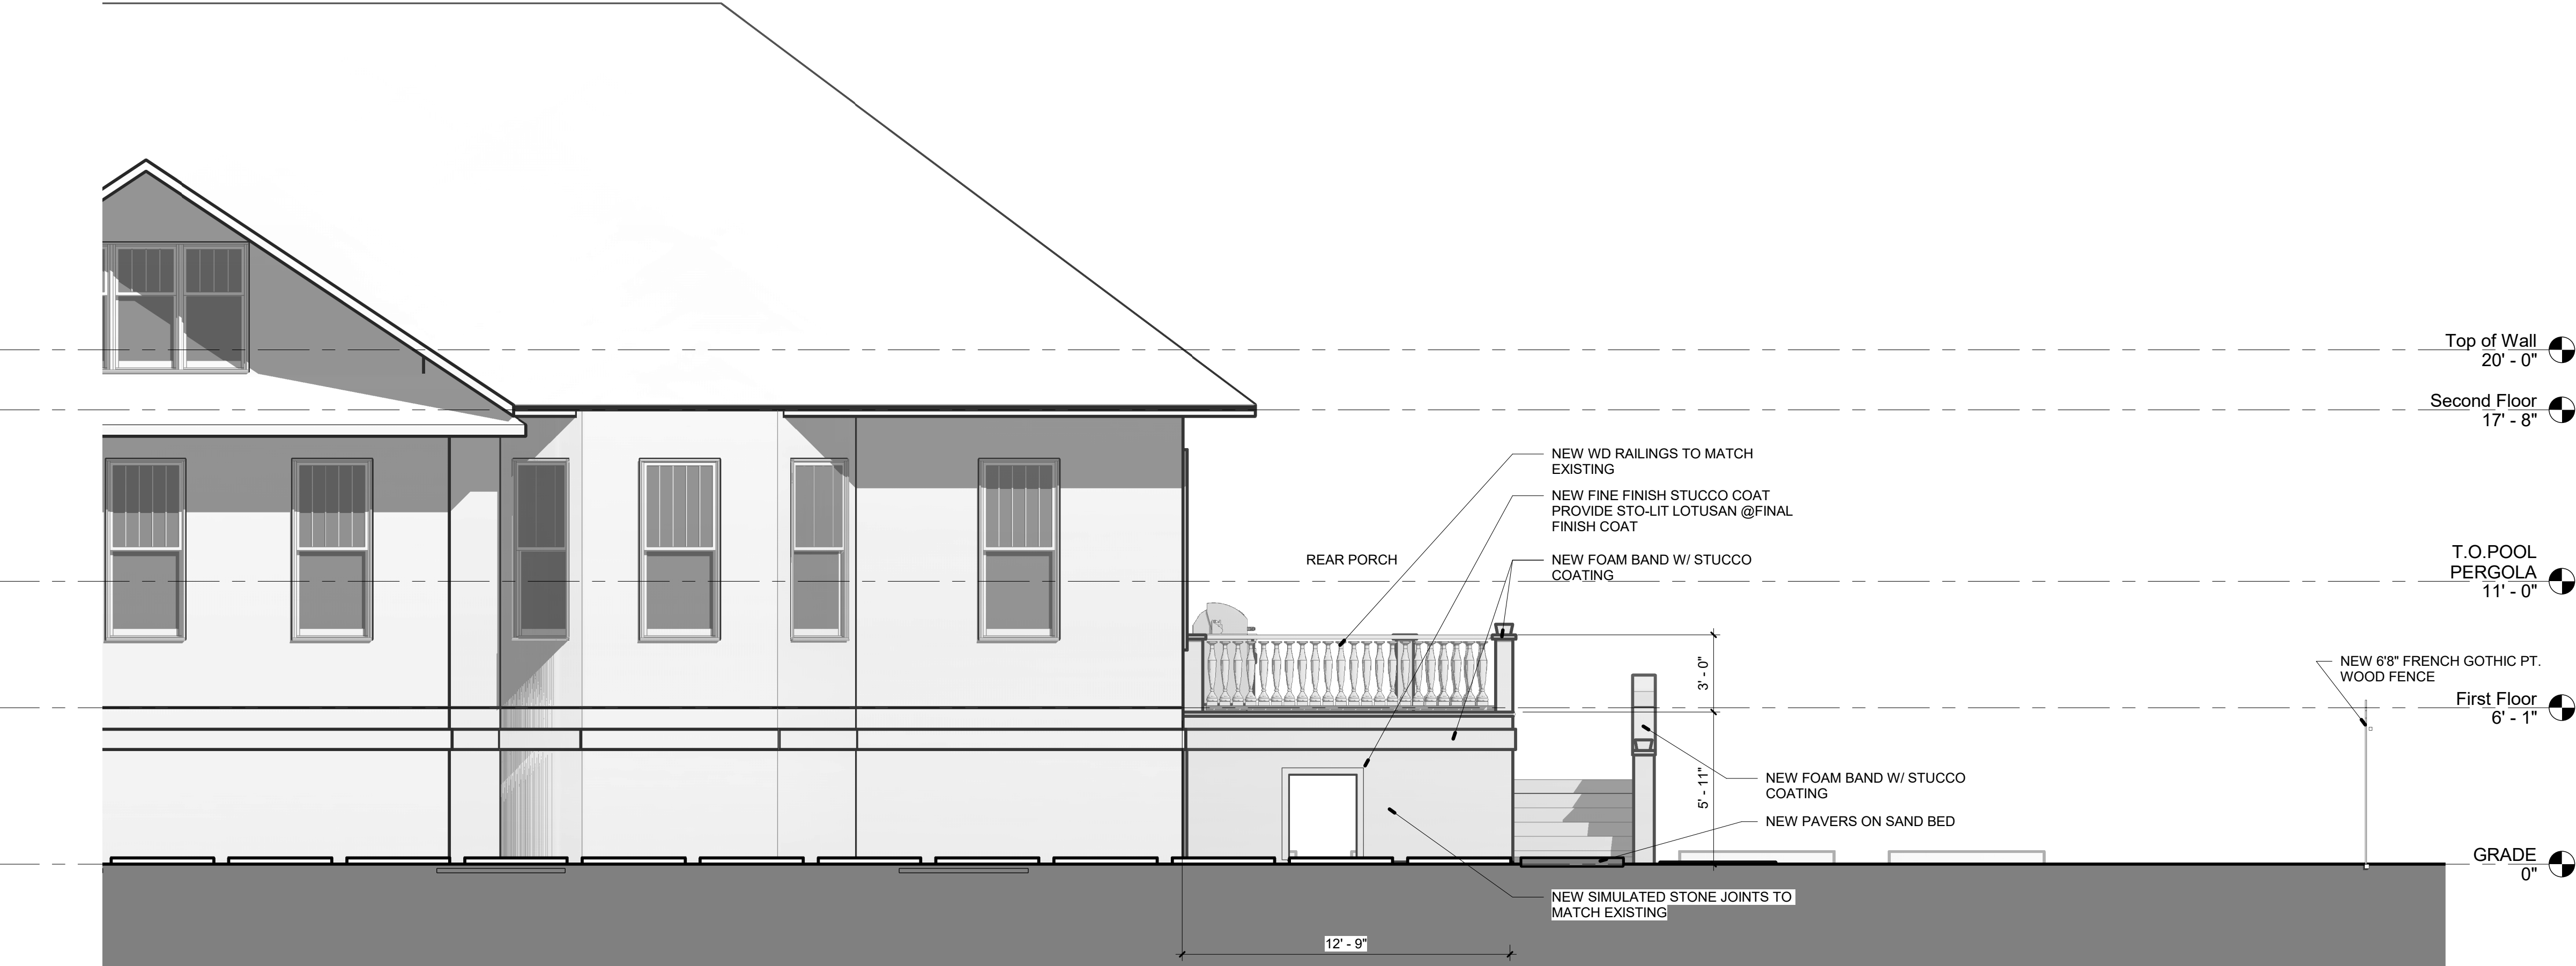 Top of Wall
20' - 0"
Second Floor
17' - 8"
NEW WD RAILINGS TO MATCH
EXISTING
NEW FINE FINISH STUCCO COAT
PROVIDE STO-LIT LOTUSAN @FINAL
FINISH COAT
REAR PORCH
NEW FOAM BAND W/ STUCCO
COATING
T.O.POOL
PERGOLA
11' - 0"
3' - 0"
NEW 6'8" FRENCH GOTHIC PT.
WOOD FENCE
First Floor
6' - 1"
5' - 11"
NEW FOAM BAND W/ STUCCO
COATING
NEW PAVERS ON SAND BED
GRADE
0"
NEW SIMULATED STONE JOINTS TO
MATCH EXISTING
12' - 9"